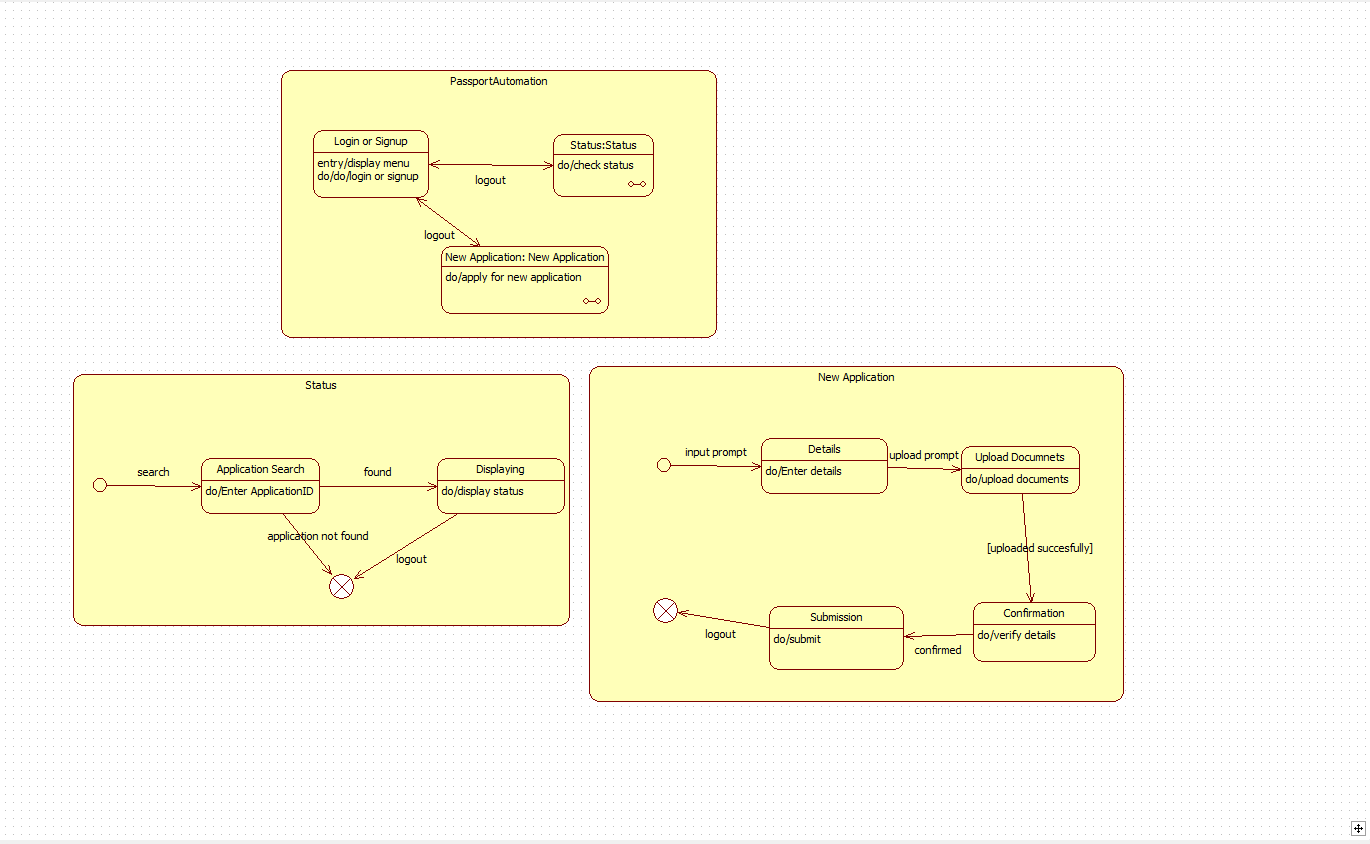 PassportAutomation
Login or Signup
entry/display menu
do/do/login or signup
Status:Status
do/check status
logout
logout
New Application: New Application
do/apply for new application
Status
search
Application Search
do/Enter ApplicationID
found
Displaying
do/display status
application not found
logout
New Application
input prompt
Details
do/Enter details
upload prompt
Upload Documnets
do/upload documents
[uploaded succesfully]
Confirmation
do/verify details
confirmed
Submission
do/submit
logout